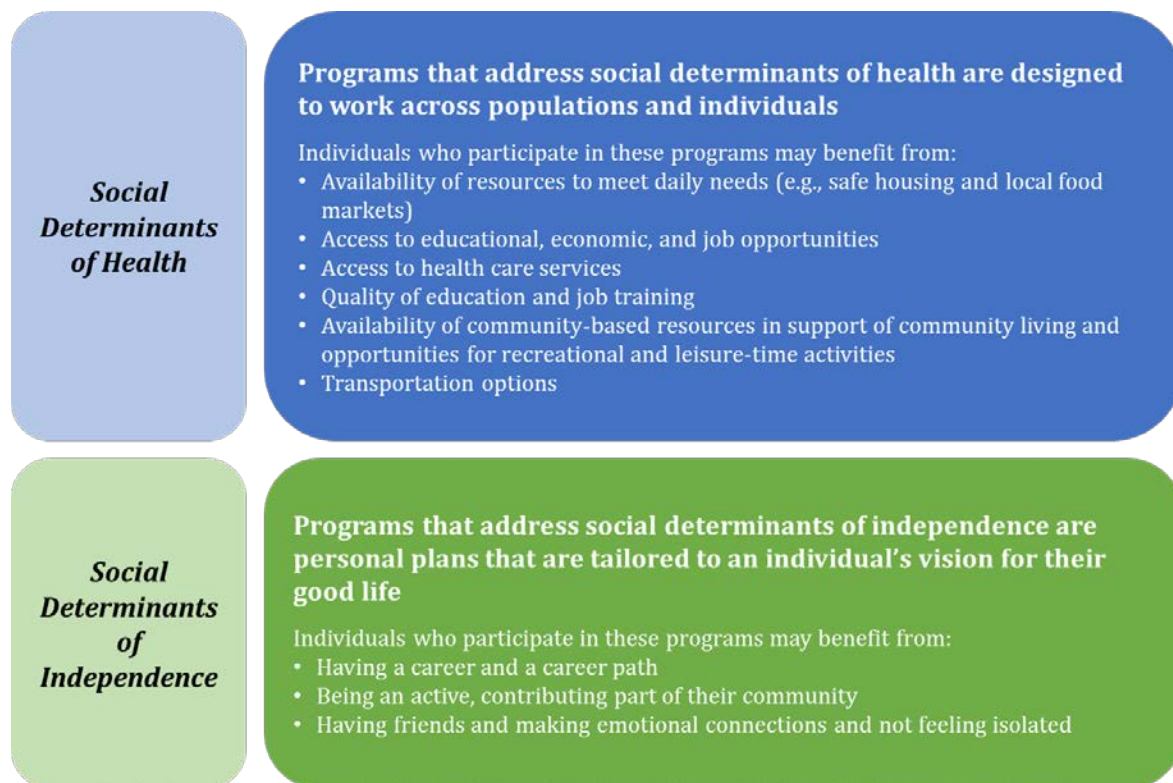 Social
Determinants
of Health
Programs that address social determinants of health are designed
to work across populations and individuals
Individuals who participate in these programs may benefit from:
• Availability of resources to meet daily needs (e.g., safe housing and local food
markets)
• Access to educational, economic, and job opportunities
• Access to health care services
• Quality of education and job training
• Availability of community-based resources in support of community living and
opportunities for recreational and leisure-time activities
• Transportation options
Social
Determinants
of
Independence
Programs that address social determinants of independence are
personal plans that are tailored to an individual’s vision for their
good life
Individuals who participate in these programs may benefit from:
• Having a career and a career path
• Being an active, contributing part of their community
• Having friends and making emotional connections and not feeling isolated